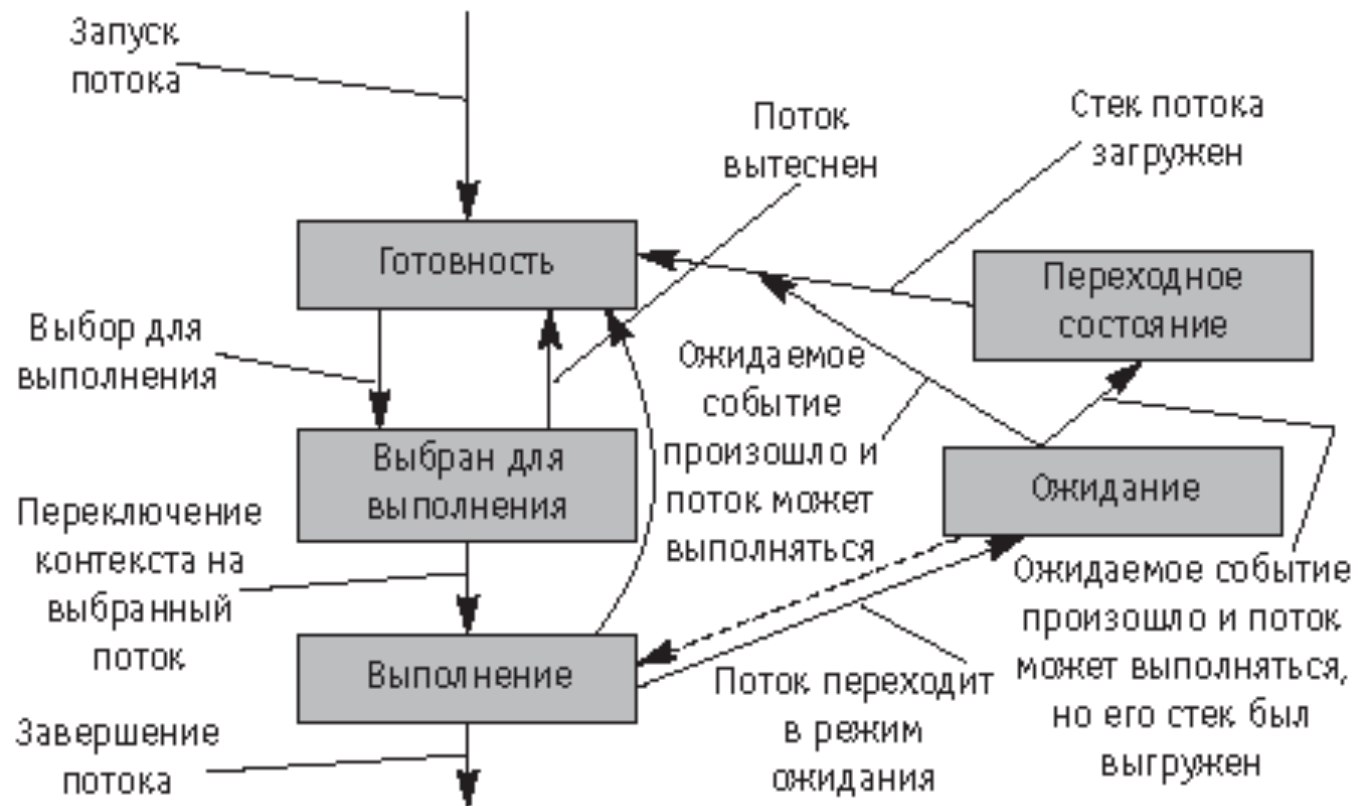 Запуск
потока
Поток
вытеснен
Стек потока
загружен
Готовность
Переходное
состояние
Выбор для
выполнения
Ожидаемое
событие
произошло и
поток может
выполняться
Выбран для
выполнения
Ожидание
Переключение
контекста на
выбранный
поток
Ожидаемое событие
произошло и поток
может выполняться,
но его стек был
выгружен
Выполнение
Поток переходит
в режим
ожидания
Завершение
потока